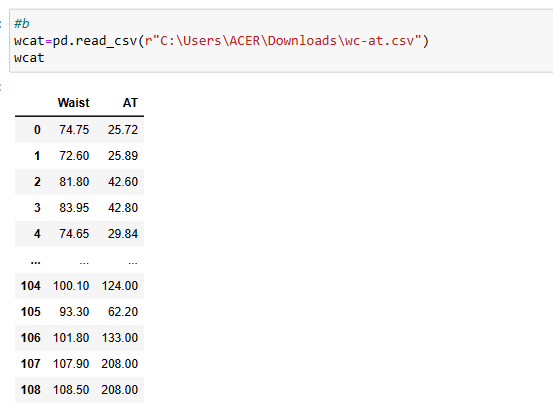 #b
wcat=pd.read_csv(r"C:\Users\ACER\Downloads\wc-at.csv")
wcat
Waist AT
0 74.75 25.72
1 72.60 25.89
2 81.80 42.60
3 83.95 42.80
4 74.65 29.84
... ... ...
104 100.10 124.00
105 93.30 62.20
106 101.80 133.00
107 107.90 208.00
108 108.50 208.00